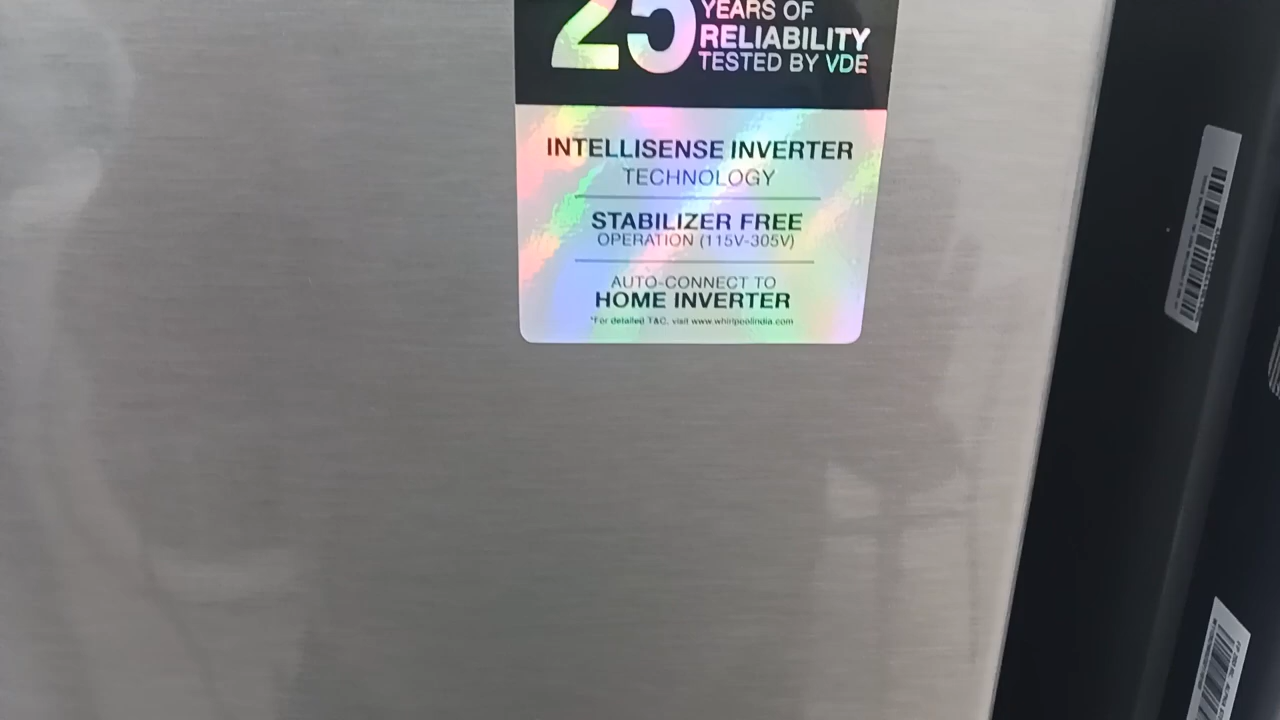 25 YEARS OF
RELIABILITY
TESTED BY VDE
INTELLISENSE INVERTER
TECHNOLOGY
STABILIZER FREE
OPERATION (115V-305V)
AUTO-CONNECT TO
HOME INVERTER
*For detailed T&C, visit www.whirlpoolindia.com